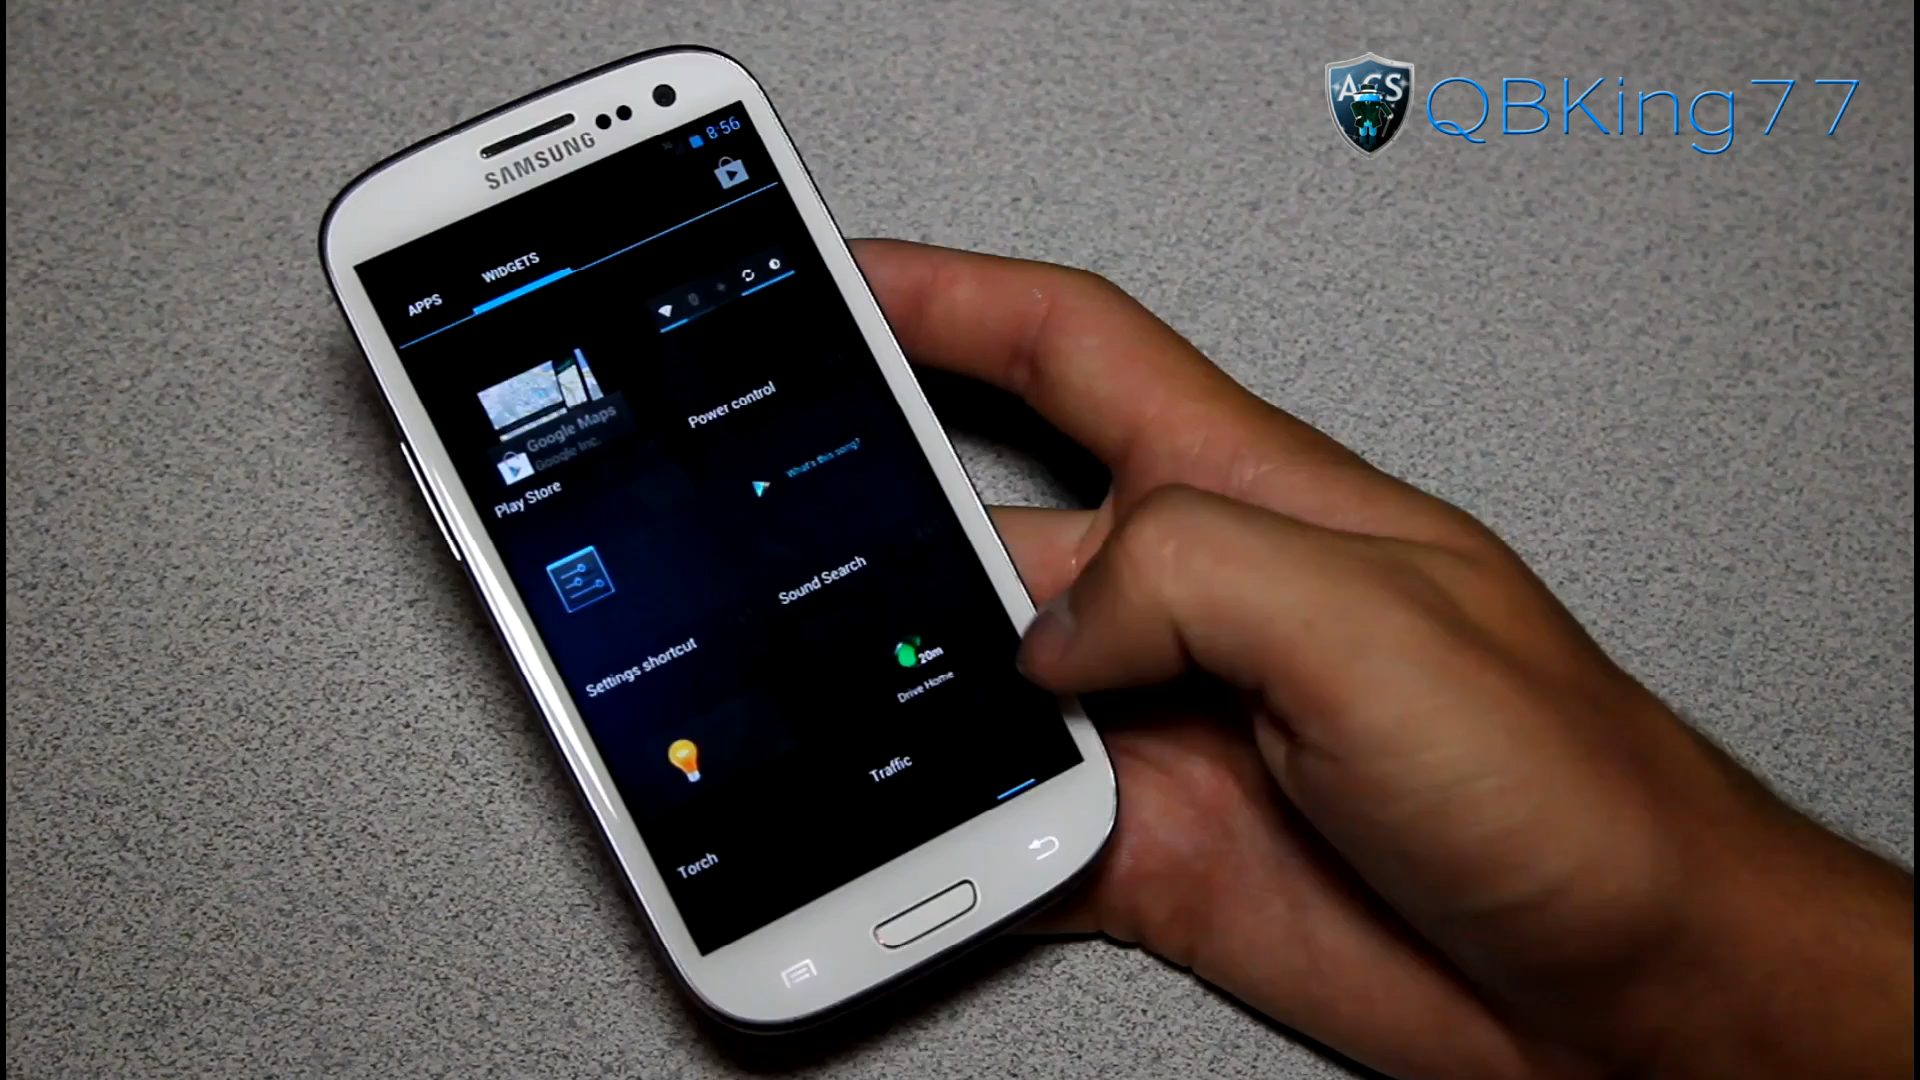 ACS
QBKing77
SAMSUNG
8:56
APPS
WIDGETS
Google Maps
Google Inc.
Play Store
Power control
What's this song?
Settings shortcut
Sound Search
20m
Drive Home
Torch
Traffic